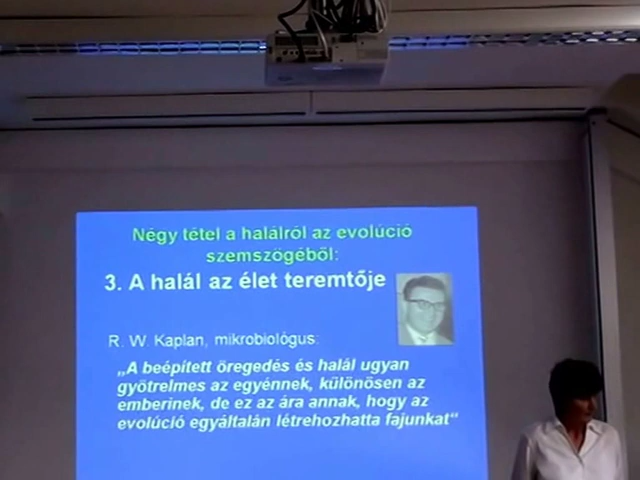 Négy tétel a halálról az evolúció
szemszögéből:
3. A halál az élet teremtője
R. W. Kaplan, mikrobiológus:
„A beépített öregedés és halál ugyan
gyötrelmes az egyénnek, különösen az
emberinek, de ez az ára annak, hogy az
evolúció egyáltalán létrehozhatta fajunkat“